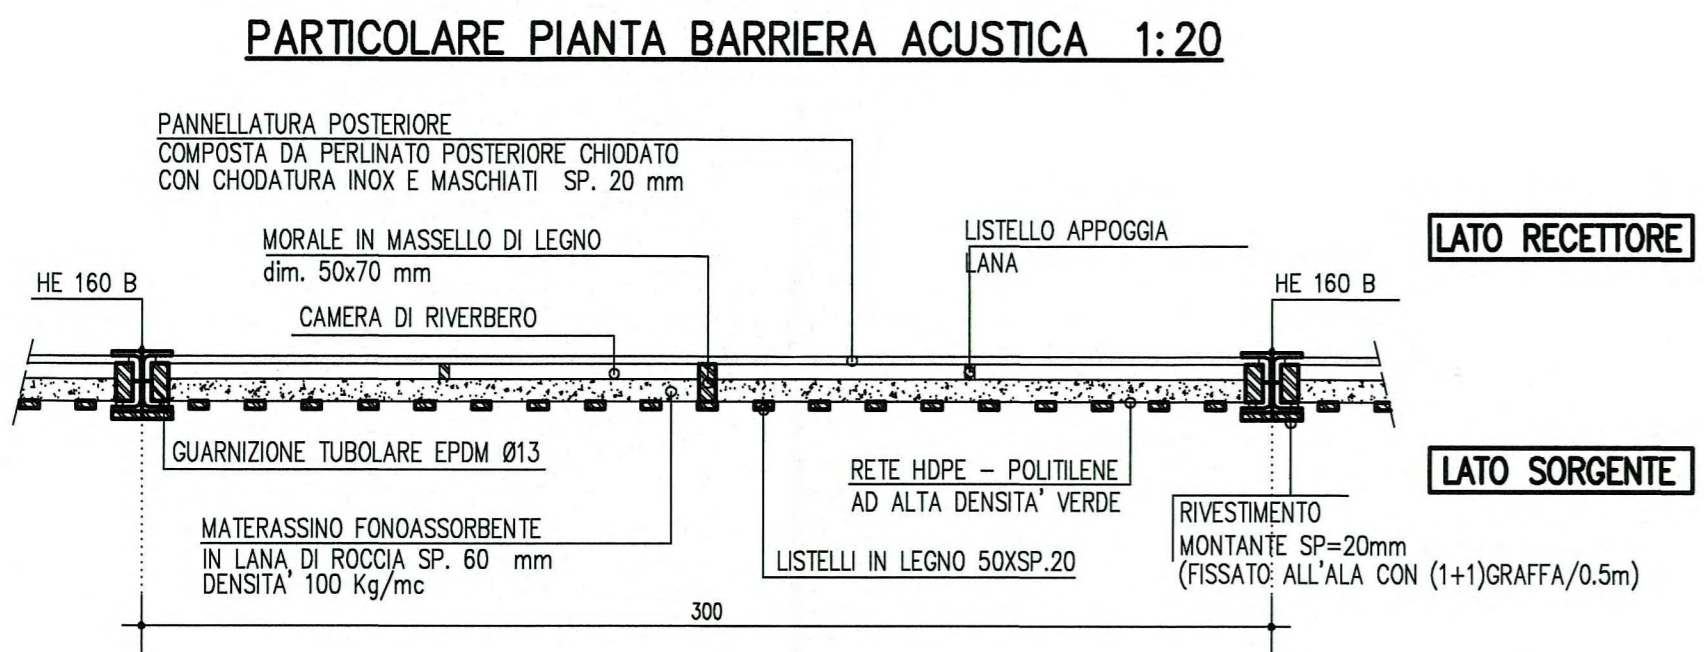 PARTICOLARE PIANTA BARRIERA ACUSTICA 1:20
PANNELLATURA POSTERIORE
COMPOSTA DA PERLINATO POSTERIORE CHIODATO
CON CHODATURA INOX E MASCHIATI SP. 20 mm
MORALE IN MASSELLO DI LEGNO
dim. 50x70 mm
LISTELLO APPOGGIA
LANA
LATO RECETTORE
HE 160 B
CAMERA DI RIVERBERO
HE 160 B
GUARNIZIONE TUBOLARE EPDM Ø13
RETE HDPE - POLITILENE
AD ALTA DENSITA' VERDE
LATO SORGENTE
MATERASSINO FONOASSORBENTE
IN LANA DI ROCCIA SP. 60 mm
DENSITA' 100 Kg/mc
LISTELLI IN LEGNO 50XSP.20
RIVESTIMENTO
MONTANTE SP=20mm
(FISSATO ALL'ALA CON (1+1)GRAFFA/0.5m)
300